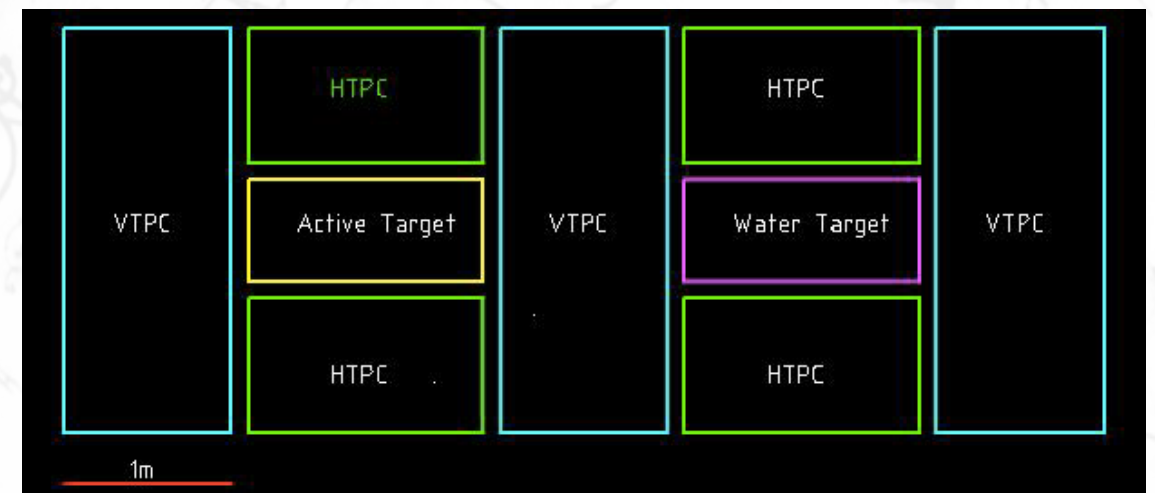 HTPC
HTPC
VTPC
Active Target
VTPC
Water Target
VTPC
HTPC
HTPC
1m